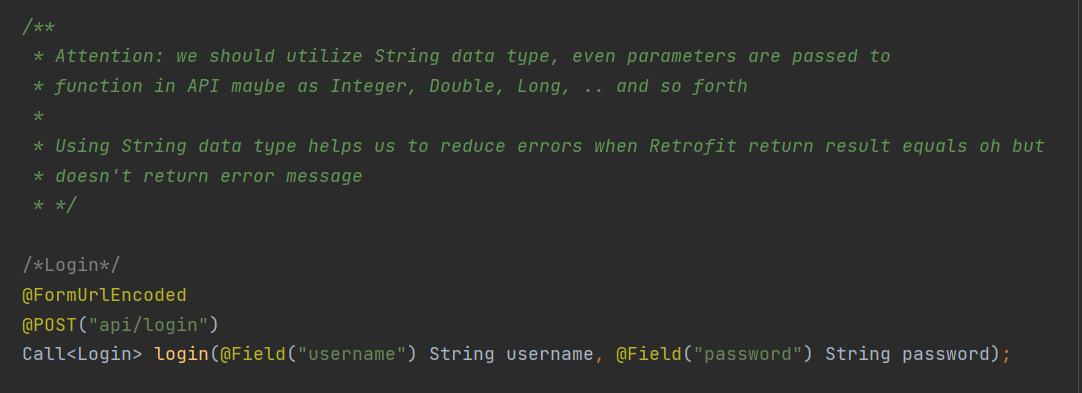 /**
* Attention: we should utilize String data type, even parameters are passed to
* function in API maybe as Integer, Double, Long, .. and so forth
*
* Using String data type helps us to reduce errors when Retrofit return result equals oh but
* doesn't return error message
* */
/*Login*/
@FormUrlEncoded
@POST("api/login")
Call<Login> login(@Field("username") String username, @Field("password") String password);